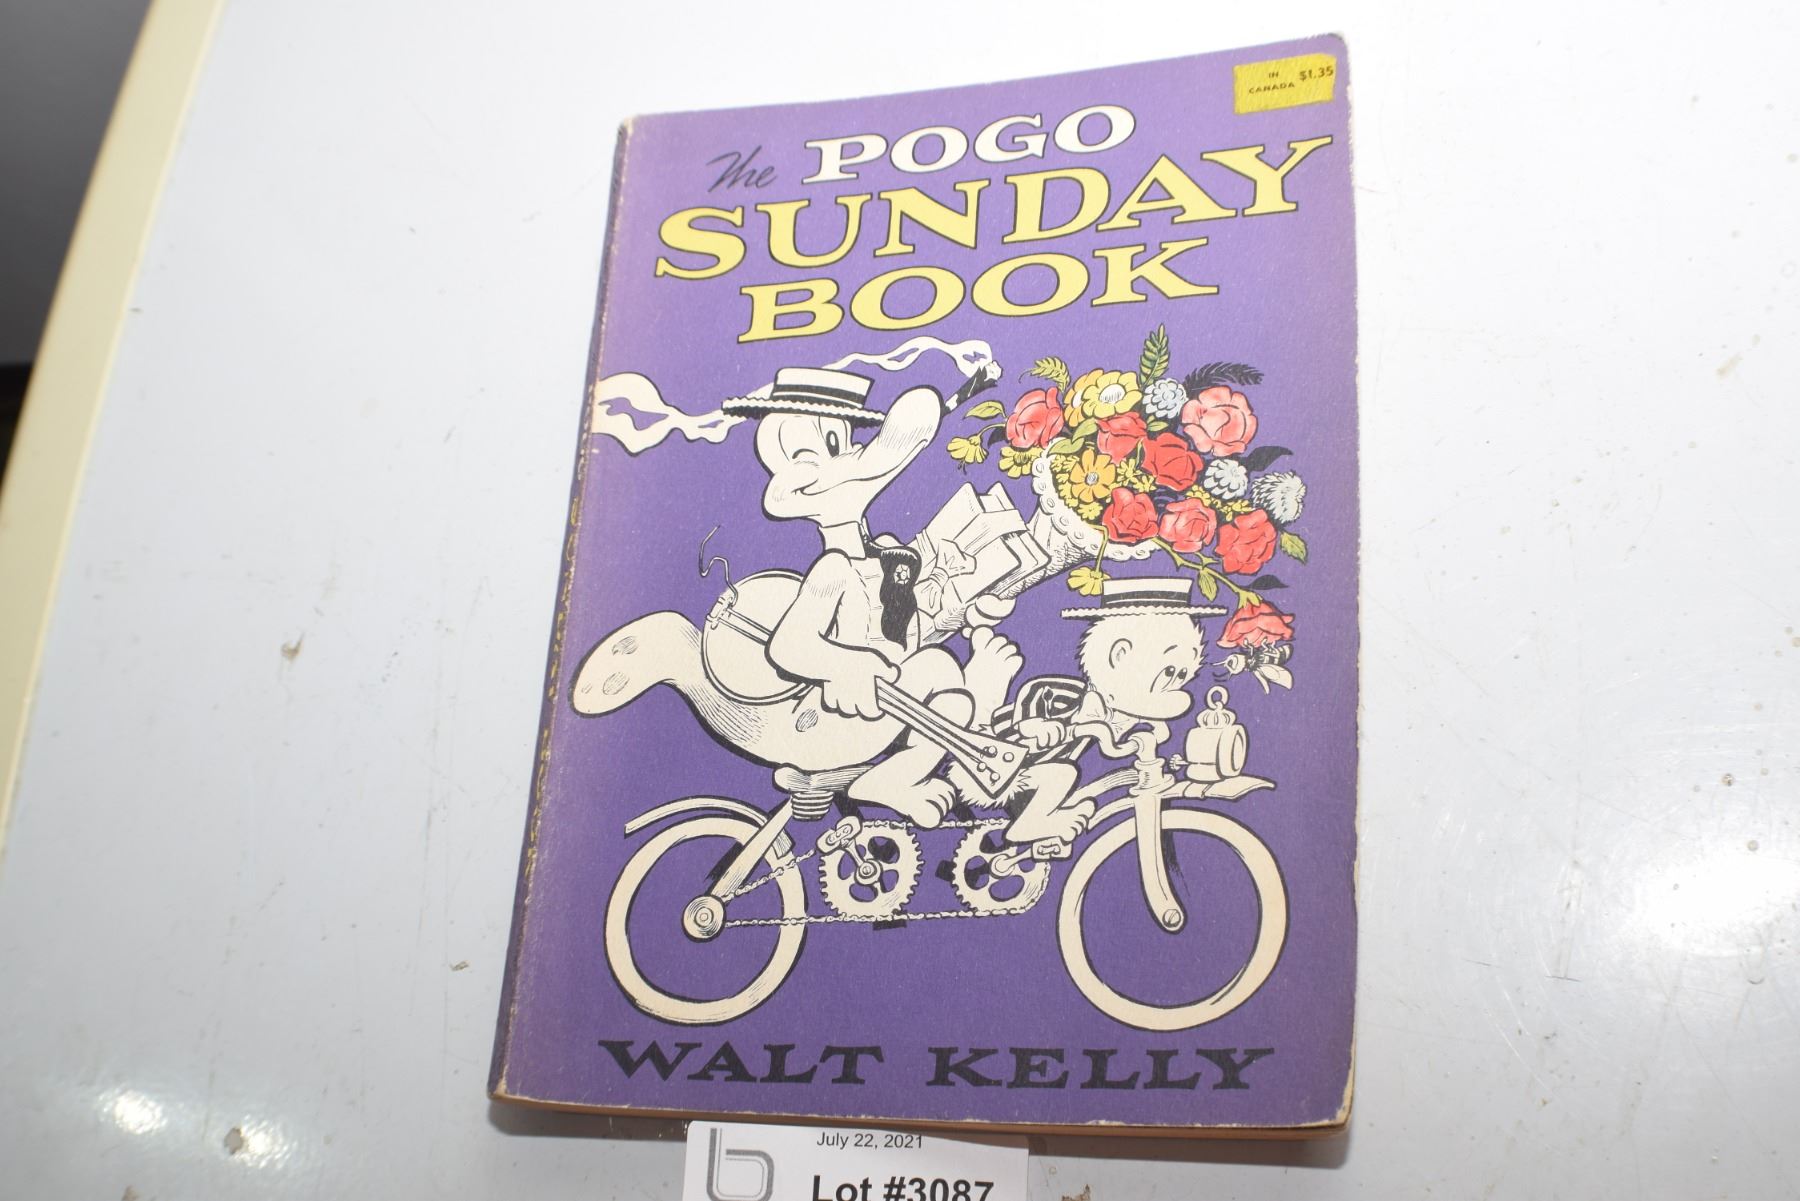 IN CANADA $1.35
The POGO
SUNDAY
BOOK
WALT KELLY
July 22, 2021
Lot #3087